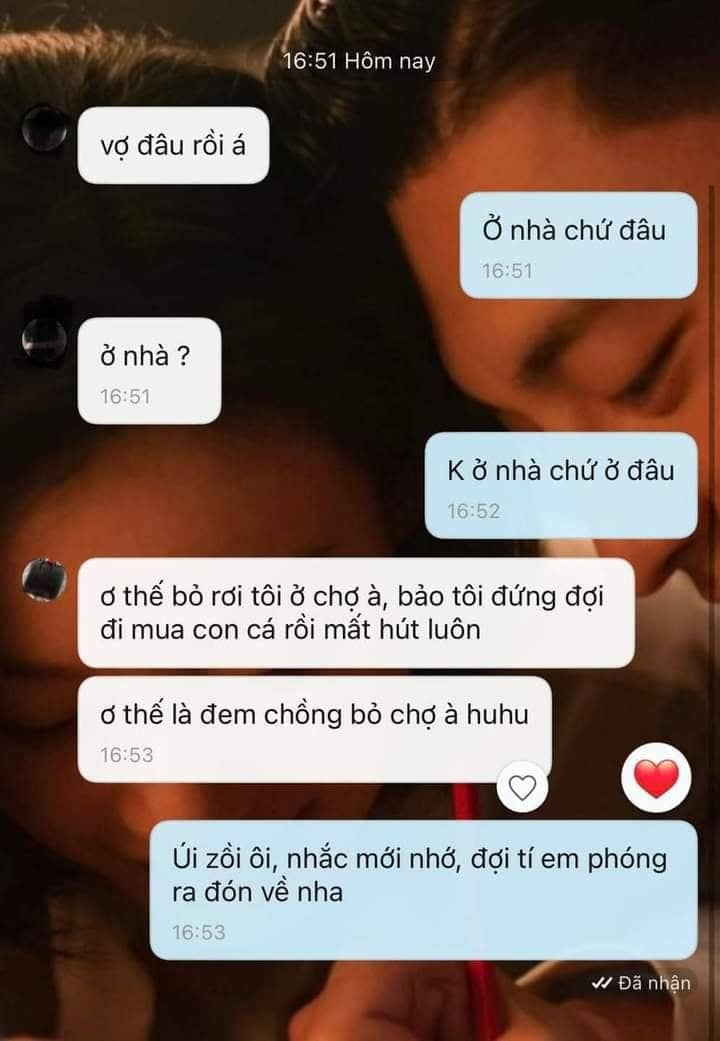 16:51 Hôm nay
vợ đâu rồi á
Ở nhà chứ đâu
16:51
ở nhà ?
16:51
K ở nhà chứ ở đâu
16:52
ơ thế bỏ rơi tôi ở chợ à, bảo tôi đứng đợi
đi mua con cá rồi mất hút luôn
ơ thế là đem chồng bỏ chợ à huhu
16:53
Úi zồi ôi, nhắc mới nhớ, đợi tí em phóng
ra đón về nha
16:53
Đã nhận